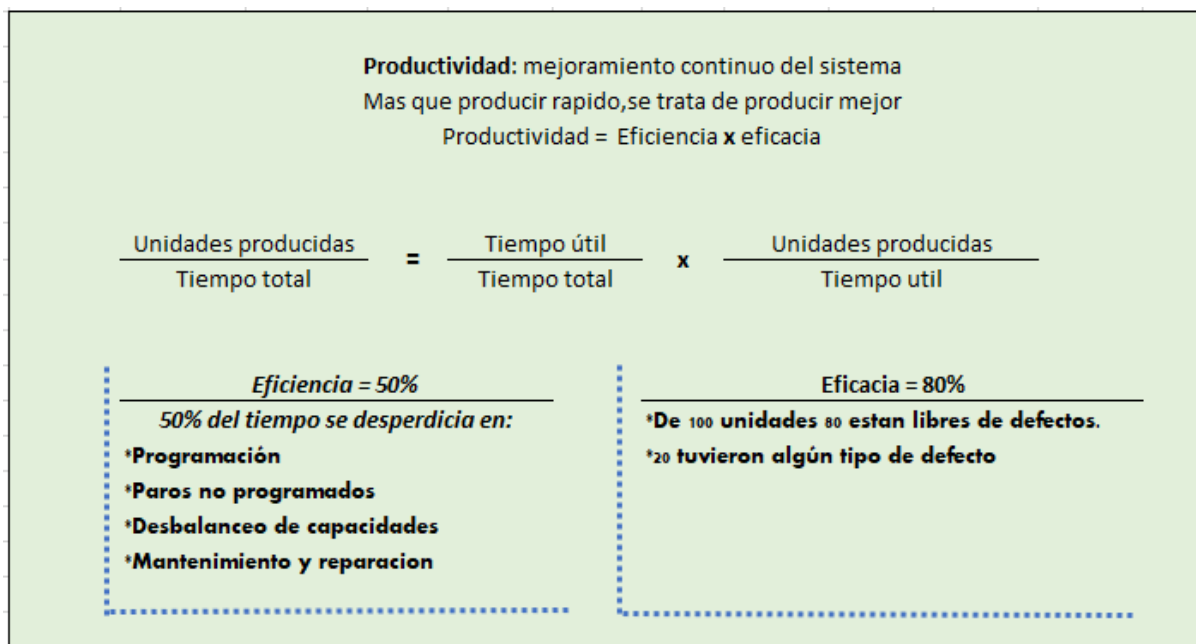 Productividad: mejoramiento continuo del sistema
Mas que producir rapido,se trata de producir mejor
Productividad = Eficiencia x eficacia
Unidades producidas
Tiempo total
=
Tiempo útil
Tiempo total
x
Unidades producidas
Tiempo util
Eficiencia = 50%
50% del tiempo se desperdicia en:
*Programación
*Paros no programados
*Desbalanceo de capacidades
*Mantenimiento y reparacion
Eficacia = 80%
*De 100 unidades 80 estan libres de defectos.
*20 tuvieron algún tipo de defecto